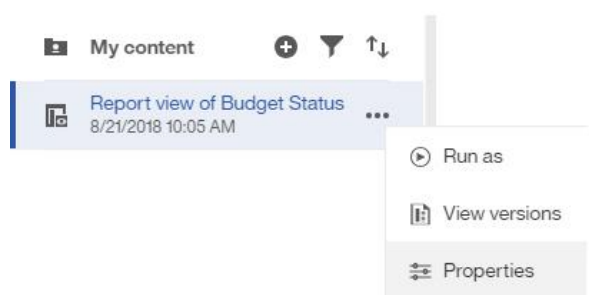 My content
Report view of Budget Status
8/21/2018 10:05 AM
Run as
View versions
Properties